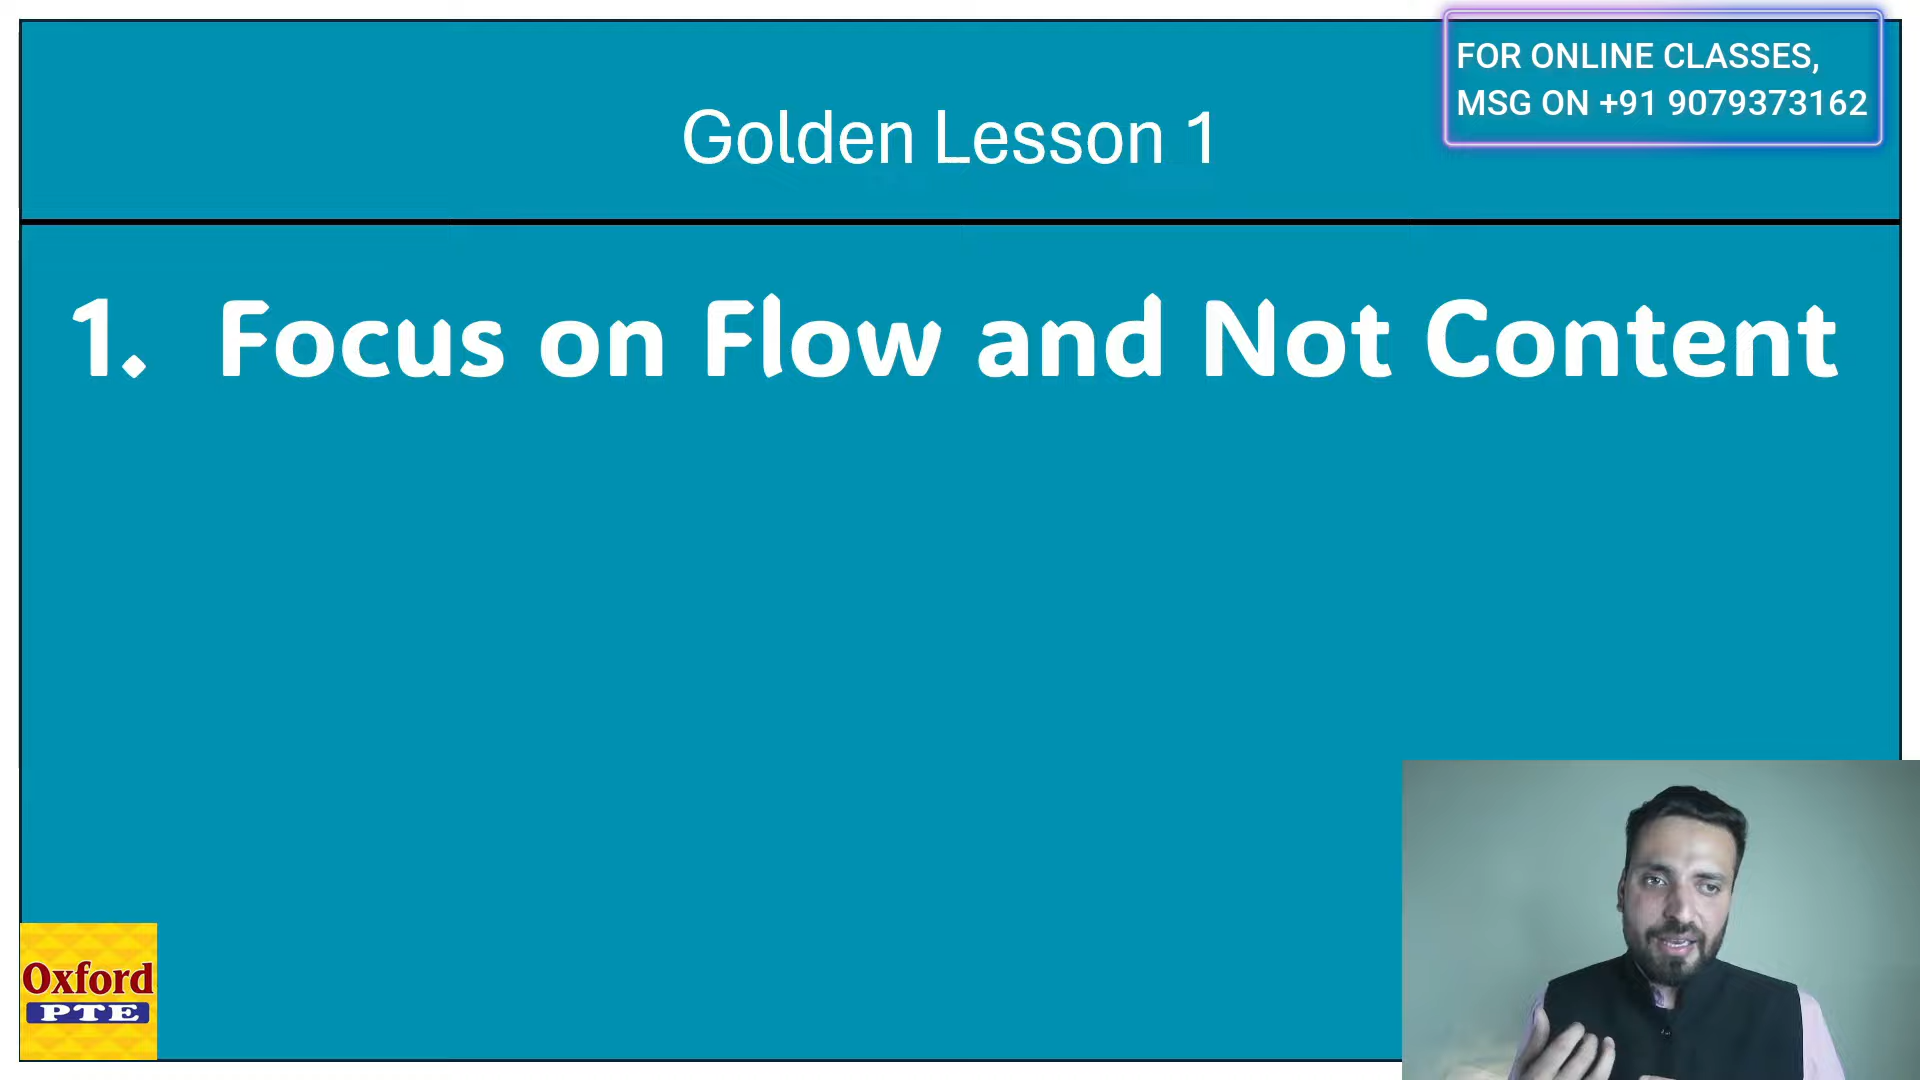 FOR ONLINE CLASSES,
MSG ON +91 9079373162
Golden Lesson 1
1. Focus on Flow and Not Content
Oxford
PTE